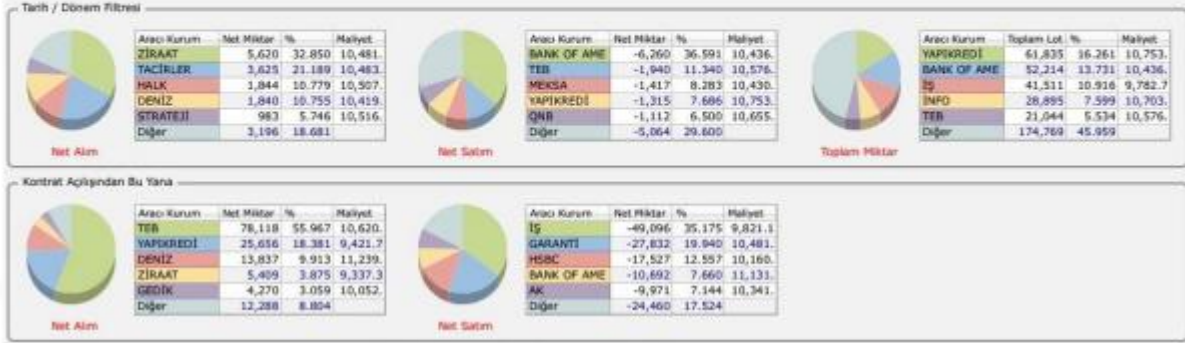 Tarih / Dönem Filtresi
Aracı Kurum Net Miktar % Maliyet
ZİRAAT 5,620 32.850 10,481.
TACİRLER 3,625 21.189 10,483.
HALK 1,844 10.779 10,507.
DENİZ 1,840 10.755 10,419.
STRATEJİ 983 5.746 10,516.
Diğer 3,196 18.681
Net Alım
Aracı Kurum Net Miktar % Maliyet
BANK OF AME -6,260 36.591 10,436.
TEB -1,940 11.340 10,576.
MEKSA -1,417 8.283 10,430.
YAPIKREDİ -1,315 7.686 10,753.
QNB -1,112 6.500 10,655.
Diğer -5,064 29.600
Net Satım
Aracı Kurum Toplam Lot % Maliyet
YAPIKREDİ 61,835 16.261 10,753.
BANK OF AME 52,214 13.731 10,436.
İŞ 41,511 10.916 9,782.7
İNFO 28,895 7.599 10,703.
TEB 21,044 5.534 10,576.
Diğer 174,769 45.959
Toplam Miktar
Kontrat Açılışından Bu Yana
Aracı Kurum Net Miktar % Maliyet
TEB 78,118 55.967 10,620.
YAPIKREDİ 25,656 18.381 9,421.7
DENİZ 13,837 9.913 11,239.
ZİRAAT 5,409 3.875 9,337.3
GEDİK 4,270 3.059 10,052.
Diğer 12,288 8.804
Net Alım
Aracı Kurum Net Miktar % Maliyet
İŞ -49,096 35.175 9,821.1
GARANTİ -27,832 19.940 10,481.
HSBC -17,527 12.557 10,160.
BANK OF AME -10,692 7.660 11,131.
AK -9,971 7.144 10,341.
Diğer -24,460 17.524
Net Satım